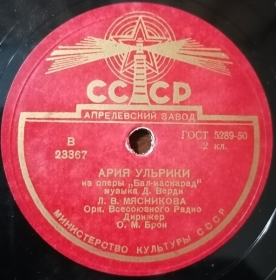 СССР
АПРЕЛЕВСКИЙ ЗАВОД
В
23367
ГОСТ 5289-50
2 кл.
АРИЯ УЛЬРИКИ
из оперы „Бал-маскарад"
музыка Д. Верди
Л. В. МЯСНИКОВА
Орк. Всесоюзного Радио
Дирижер
О. М. Брон
МИНИСТЕРСТВО КУЛЬТУРЫ СССР